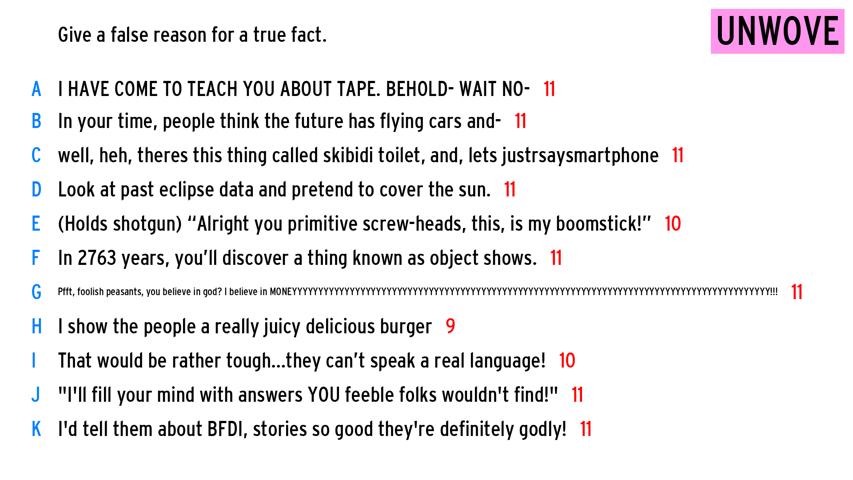 Give a false reason for a true fact.
UNWOVE
A I HAVE COME TO TEACH YOU ABOUT TAPE. BEHOLD- WAIT NO- 11
B In your time, people think the future has flying cars and- 11
C well, heh, theres this thing called skibidi toilet, and, lets justrsaysmartphone 11
D Look at past eclipse data and pretend to cover the sun. 11
E (Holds shotgun) “Alright you primitive screw-heads, this, is my boomstick!” 10
F In 2763 years, you’ll discover a thing known as object shows. 11
G Pfft, foolish peasants, you believe in god? I believe in MONEYYYYYYYYYYYYYYYYYYYYYYYYYYYYYYYYYYYYYYYYYYYYYYYYYYYYYYYYYYYYYYYYYYYYYYYYYYYYYYYYYYYYYYYYYYYYYYYY!!! 11
H I show the people a really juicy delicious burger 9
I That would be rather tough...they can’t speak a real language! 10
J "I'll fill your mind with answers YOU feeble folks wouldn't find!" 11
K I'd tell them about BFDI, stories so good they're definitely godly! 11